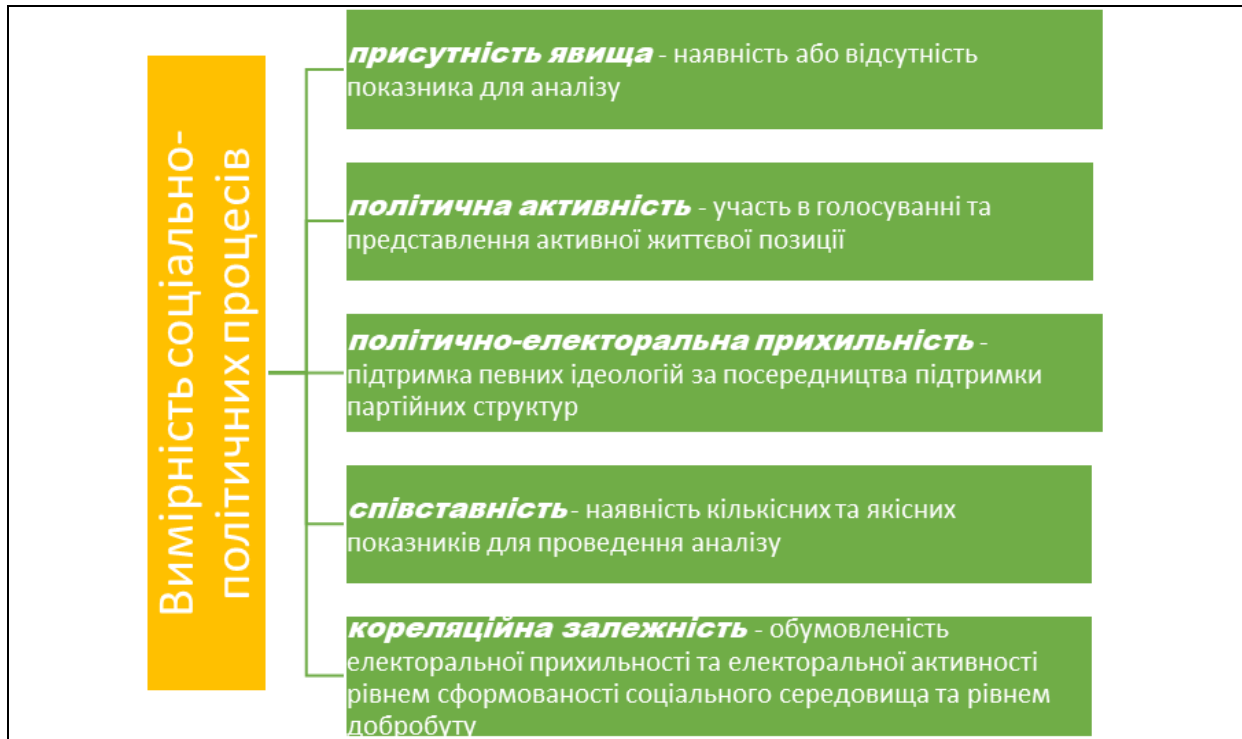 Вимірність соціально-
політичних процесів
присутність явища - наявність або відсутність
показника для аналізу
політична активність - участь в голосуванні та
представлення активної життєвої позиції
політично-електоральна прихильність -
підтримка певних ідеологій за посередництва підтримки
партійних структур
співставність - наявність кількісних та якісних
показників для проведення аналізу
кореляційна залежність - обумовленість
електоральної прихильності та електоральної активності
рівнем сформованості соціального середовища та рівнем
добробуту